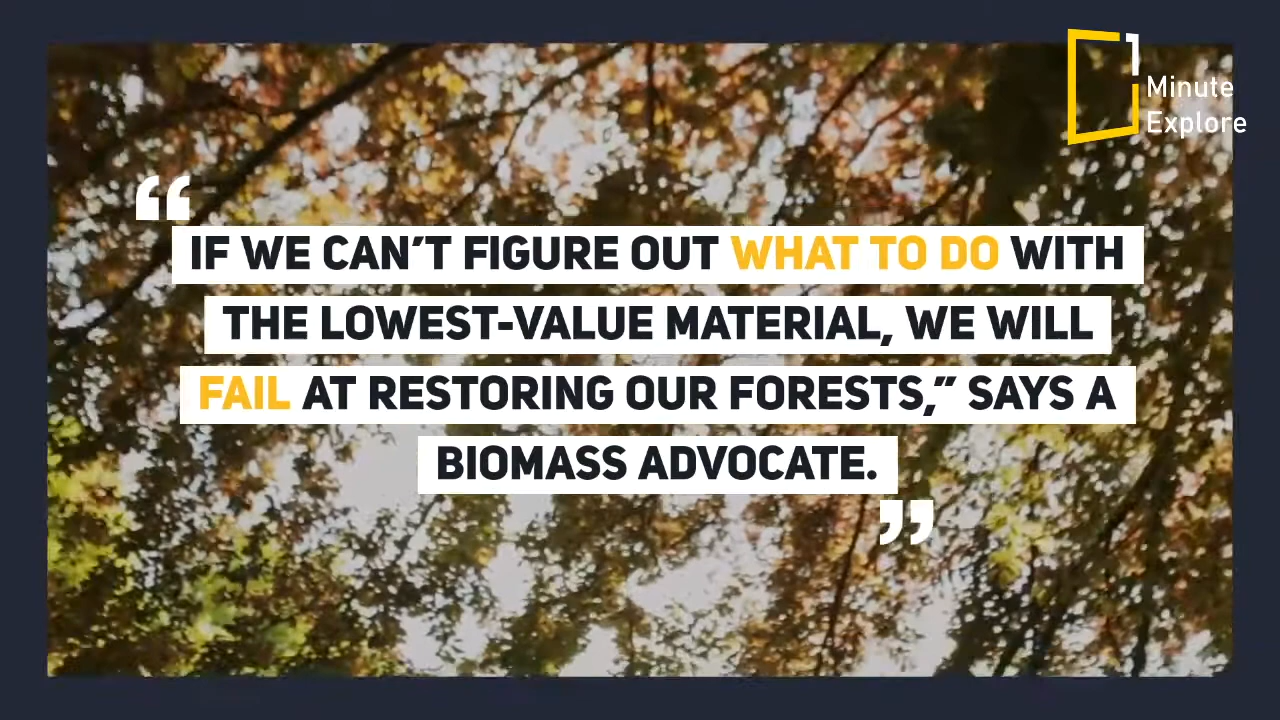 1 Minute
Explore
“
IF WE CAN’T FIGURE OUT WHAT TO DO WITH
THE LOWEST-VALUE MATERIAL, WE WILL
FAIL AT RESTORING OUR FORESTS,” SAYS A
BIOMASS ADVOCATE.
”